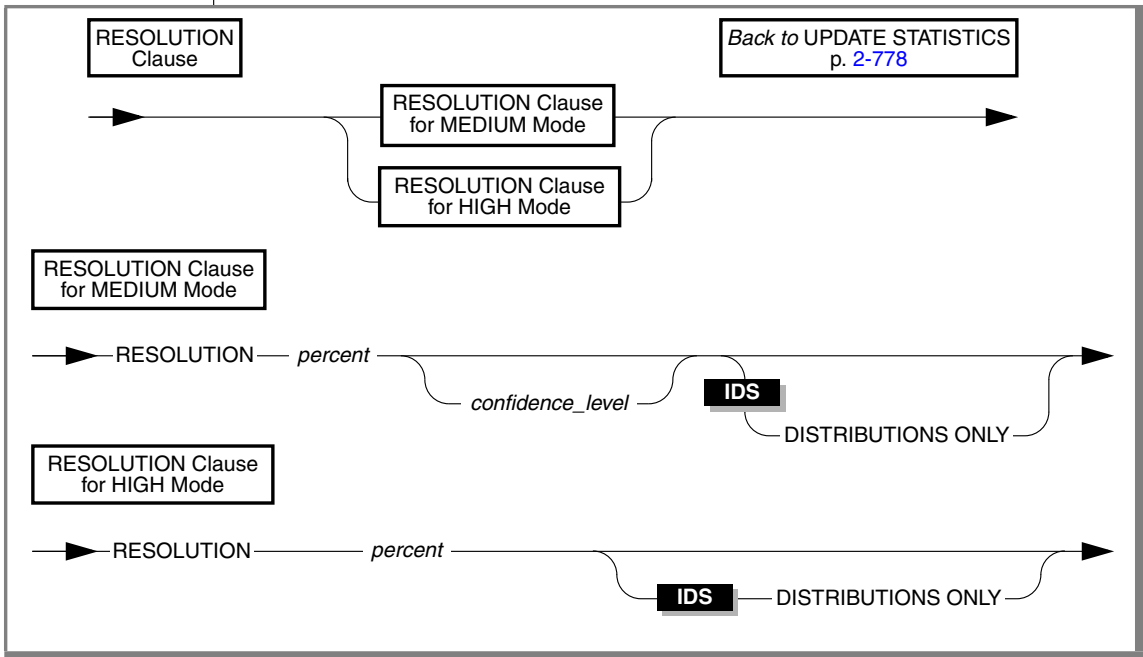 RESOLUTION
Clause
Back to UPDATE STATISTICS
p. 2-778
RESOLUTION Clause
for MEDIUM Mode
RESOLUTION Clause
for HIGH Mode
RESOLUTION Clause
for MEDIUM Mode
RESOLUTION percent
confidence_level
IDS
DISTRIBUTIONS ONLY
RESOLUTION Clause
for HIGH Mode
RESOLUTION percent
IDS DISTRIBUTIONS ONLY